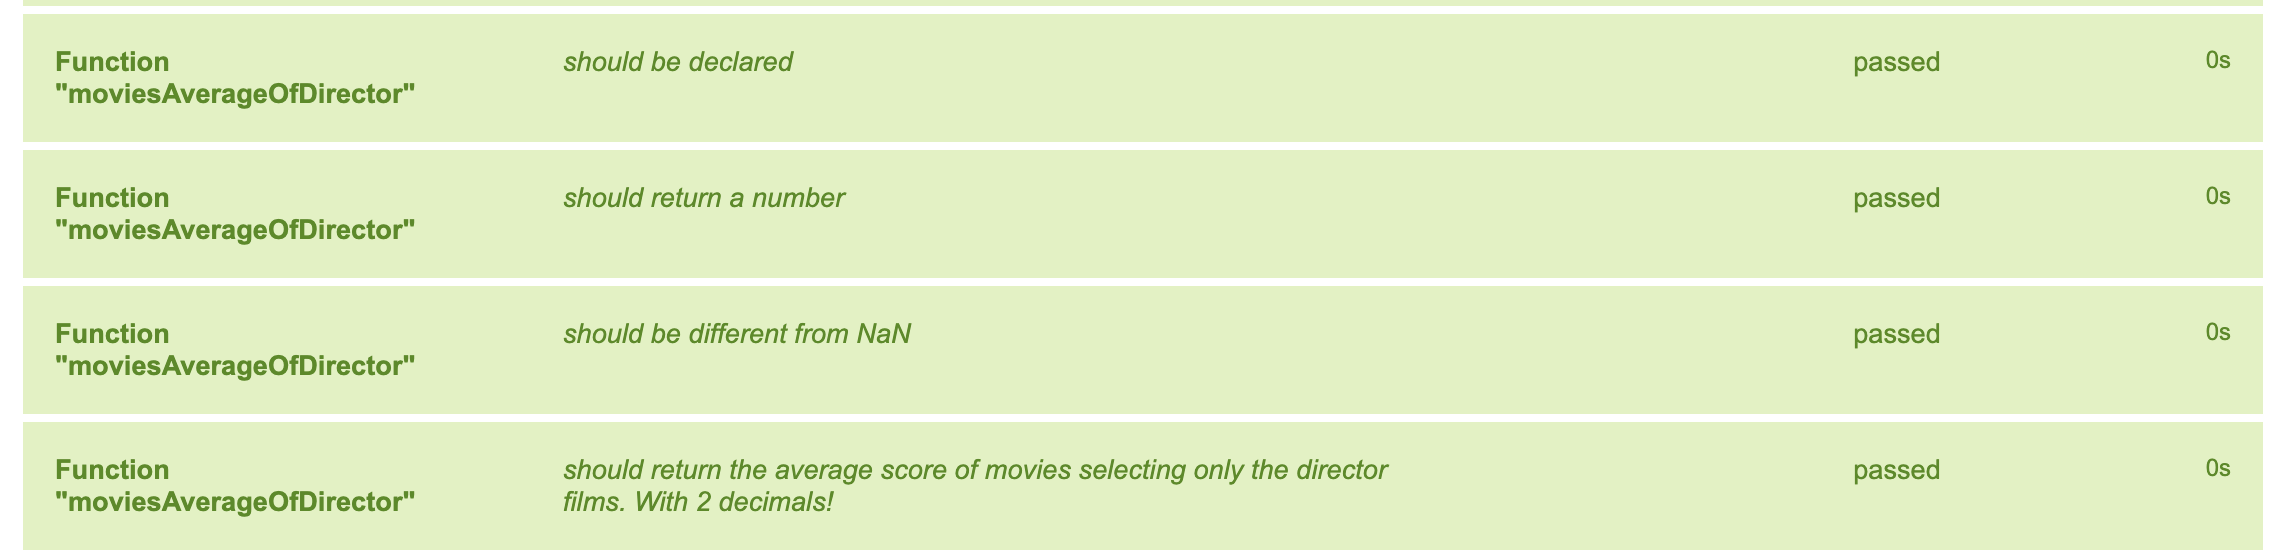 Function should be declared passed 0s
"moviesAverageOfDirector"
Function should return a number passed 0s
"moviesAverageOfDirector"
Function should be different from NaN passed 0s
"moviesAverageOfDirector"
Function should return the average score of movies selecting only the director passed 0s
"moviesAverageOfDirector" films. With 2 decimals!